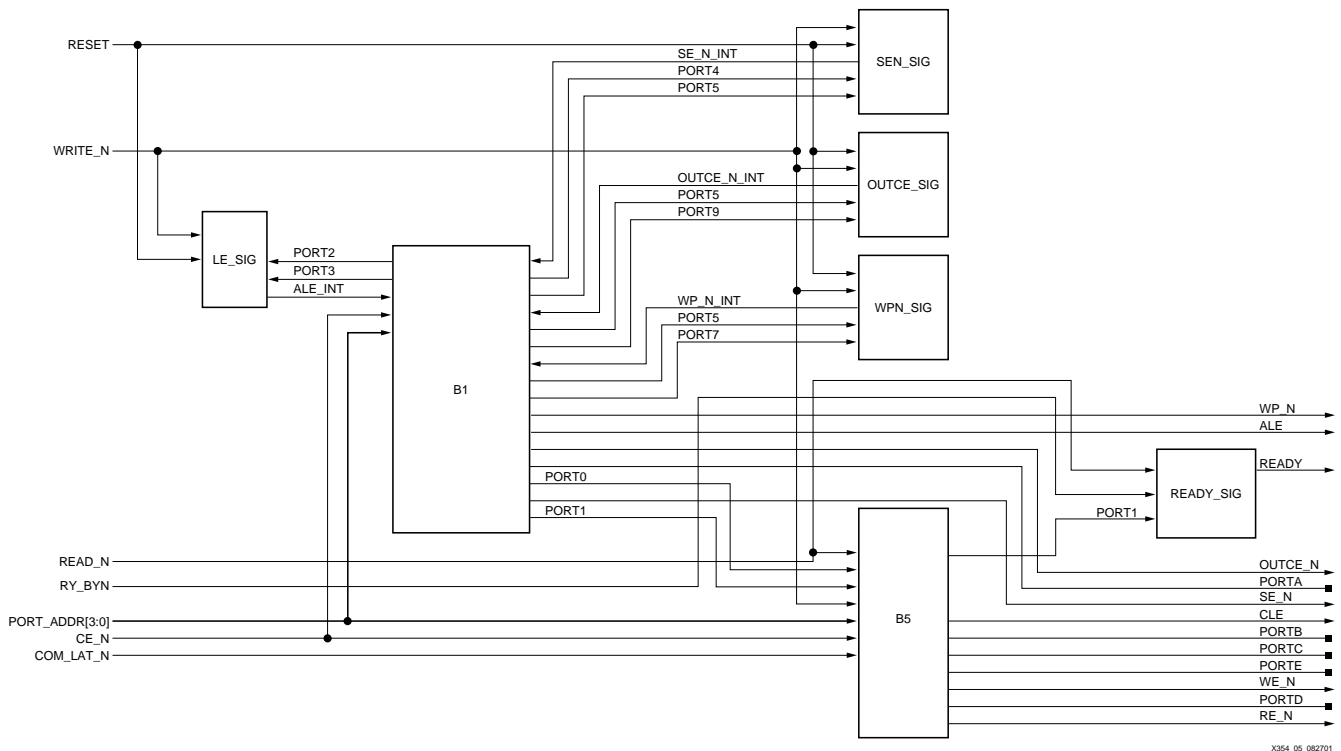 RESET
SE_N_INT
PORT4
PORT5
SEN_SIG
WRITE_N
OUTCE_N_INT
PORT5
PORT9
OUTCE_SIG
LE_SIG
PORT2
PORT3
ALE_INT
B1
WP_N_INT
PORT5
PORT7
WPN_SIG
WP_N
ALE
PORT0
PORT1
READY_SIG
READY
PORT1
READ_N
RY_BYN
PORT_ADDR[3:0]
CE_N
COM_LAT_N
B5
OUTCE_N
PORTA
SE_N
CLE
PORTB
PORTC
PORTE
WE_N
PORTD
RE_N
X354_05_082701